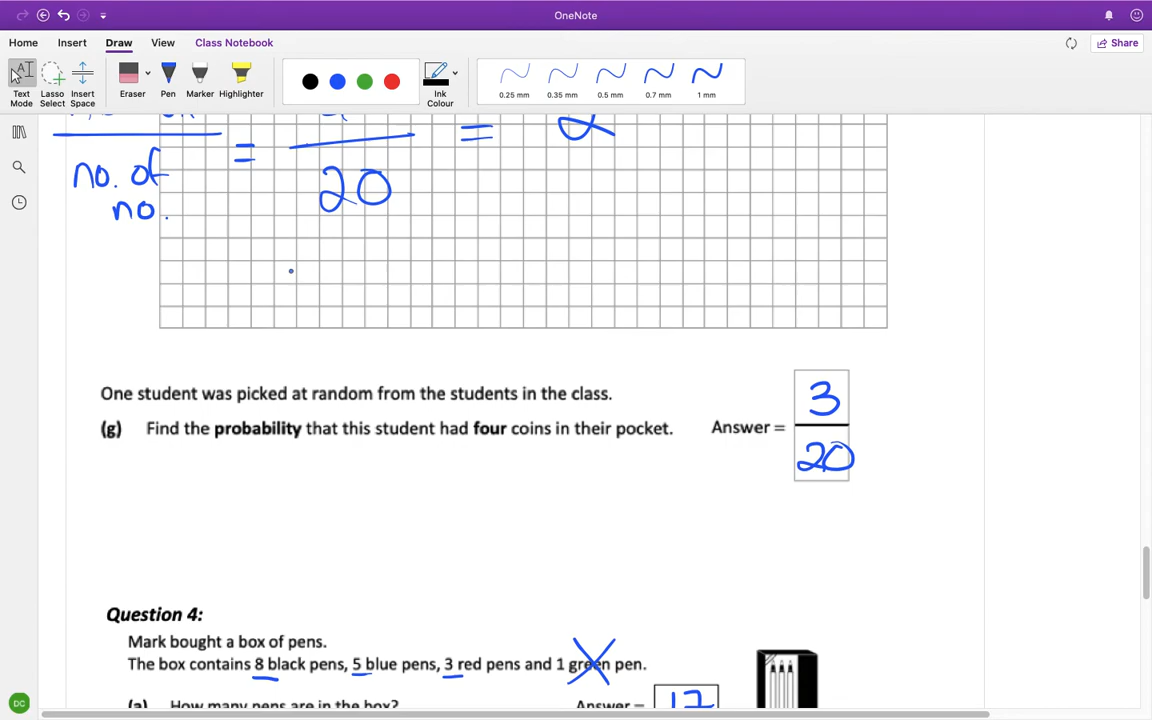 OneNote
Home Insert Draw View Class Notebook
Share
Text Mode
Lasso Select
Insert Space
Eraser
Pen
Marker
Highlighter
Ink Colour
0.25 mm 0.35 mm 0.5 mm 0.7 mm 1 mm
= =
no. of 20
no.
One student was picked at random from the students in the class.
(g) Find the probability that this student had four coins in their pocket. Answer = 3
20
Question 4:
Mark bought a box of pens.
The box contains 8 black pens, 5 blue pens, 3 red pens and 1 green pen.
(a) How many pens are in the box? Answer = 17
DC